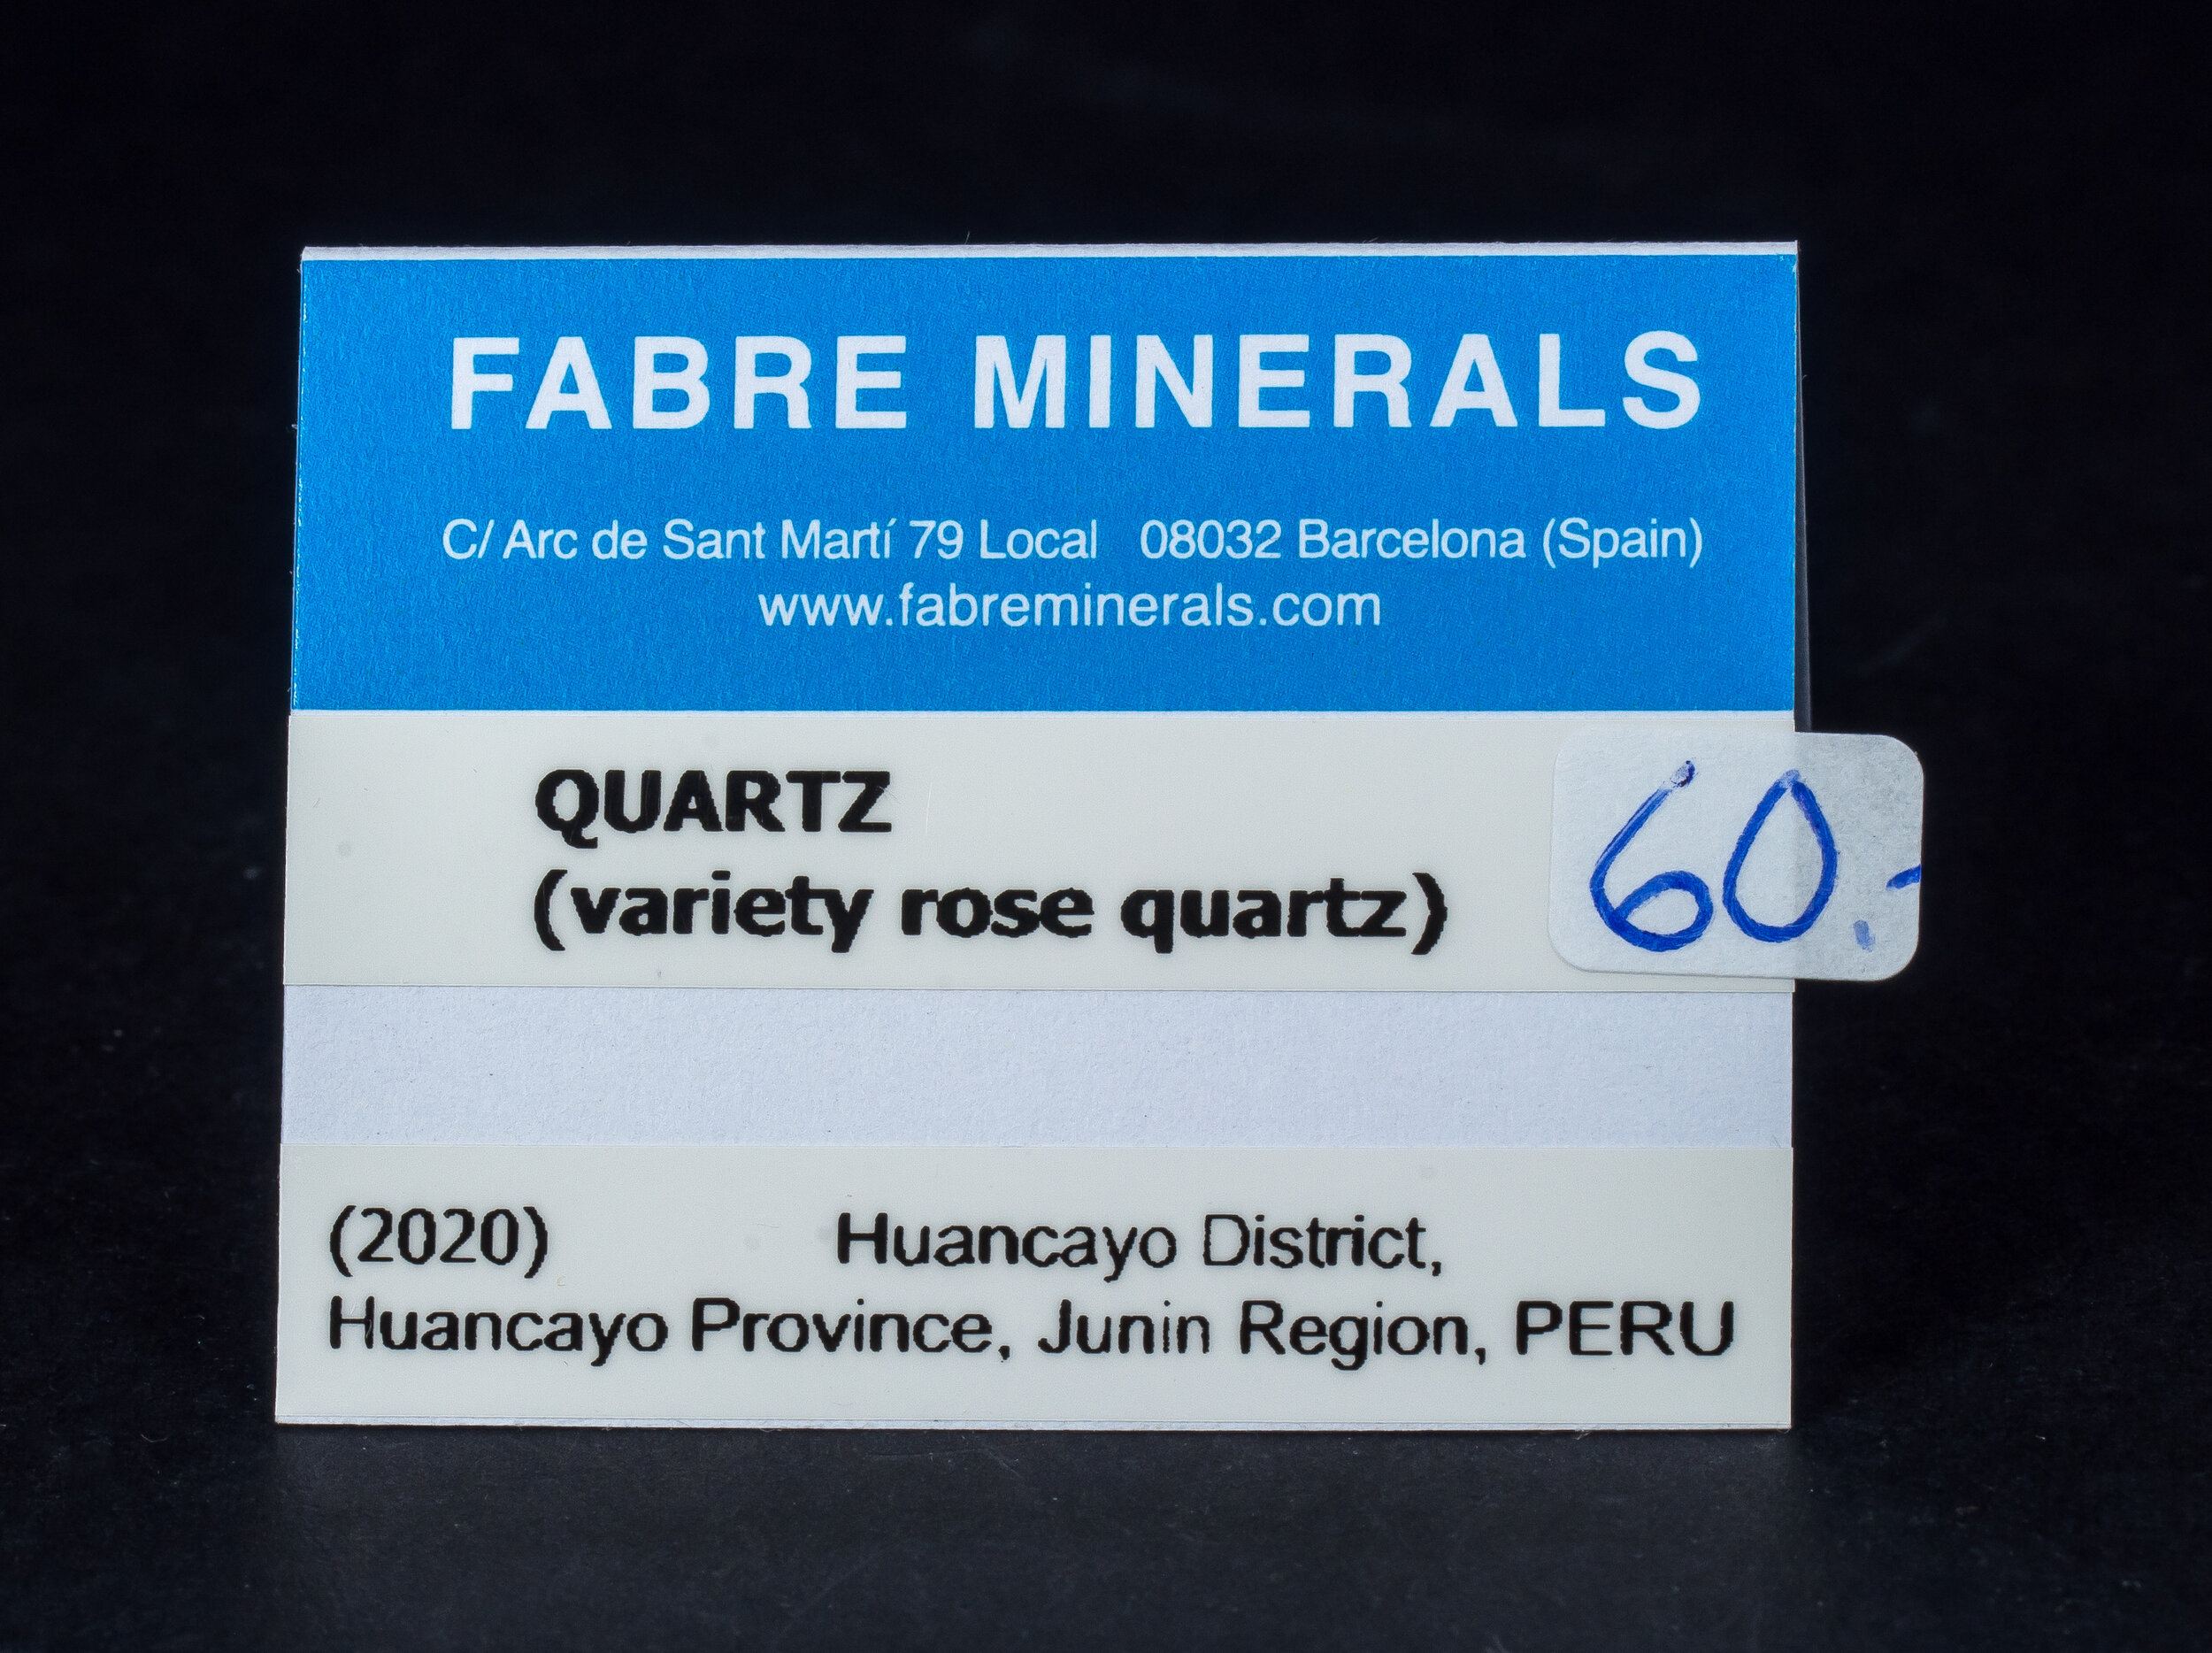 FABRE MINERALS
C/ Arc de Sant Martí 79 Local 08032 Barcelona (Spain)
www.fabreminerals.com
QUARTZ
(variety rose quartz)
60.-
(2020) Huancayo District,
Huancayo Province, Junin Region, PERU